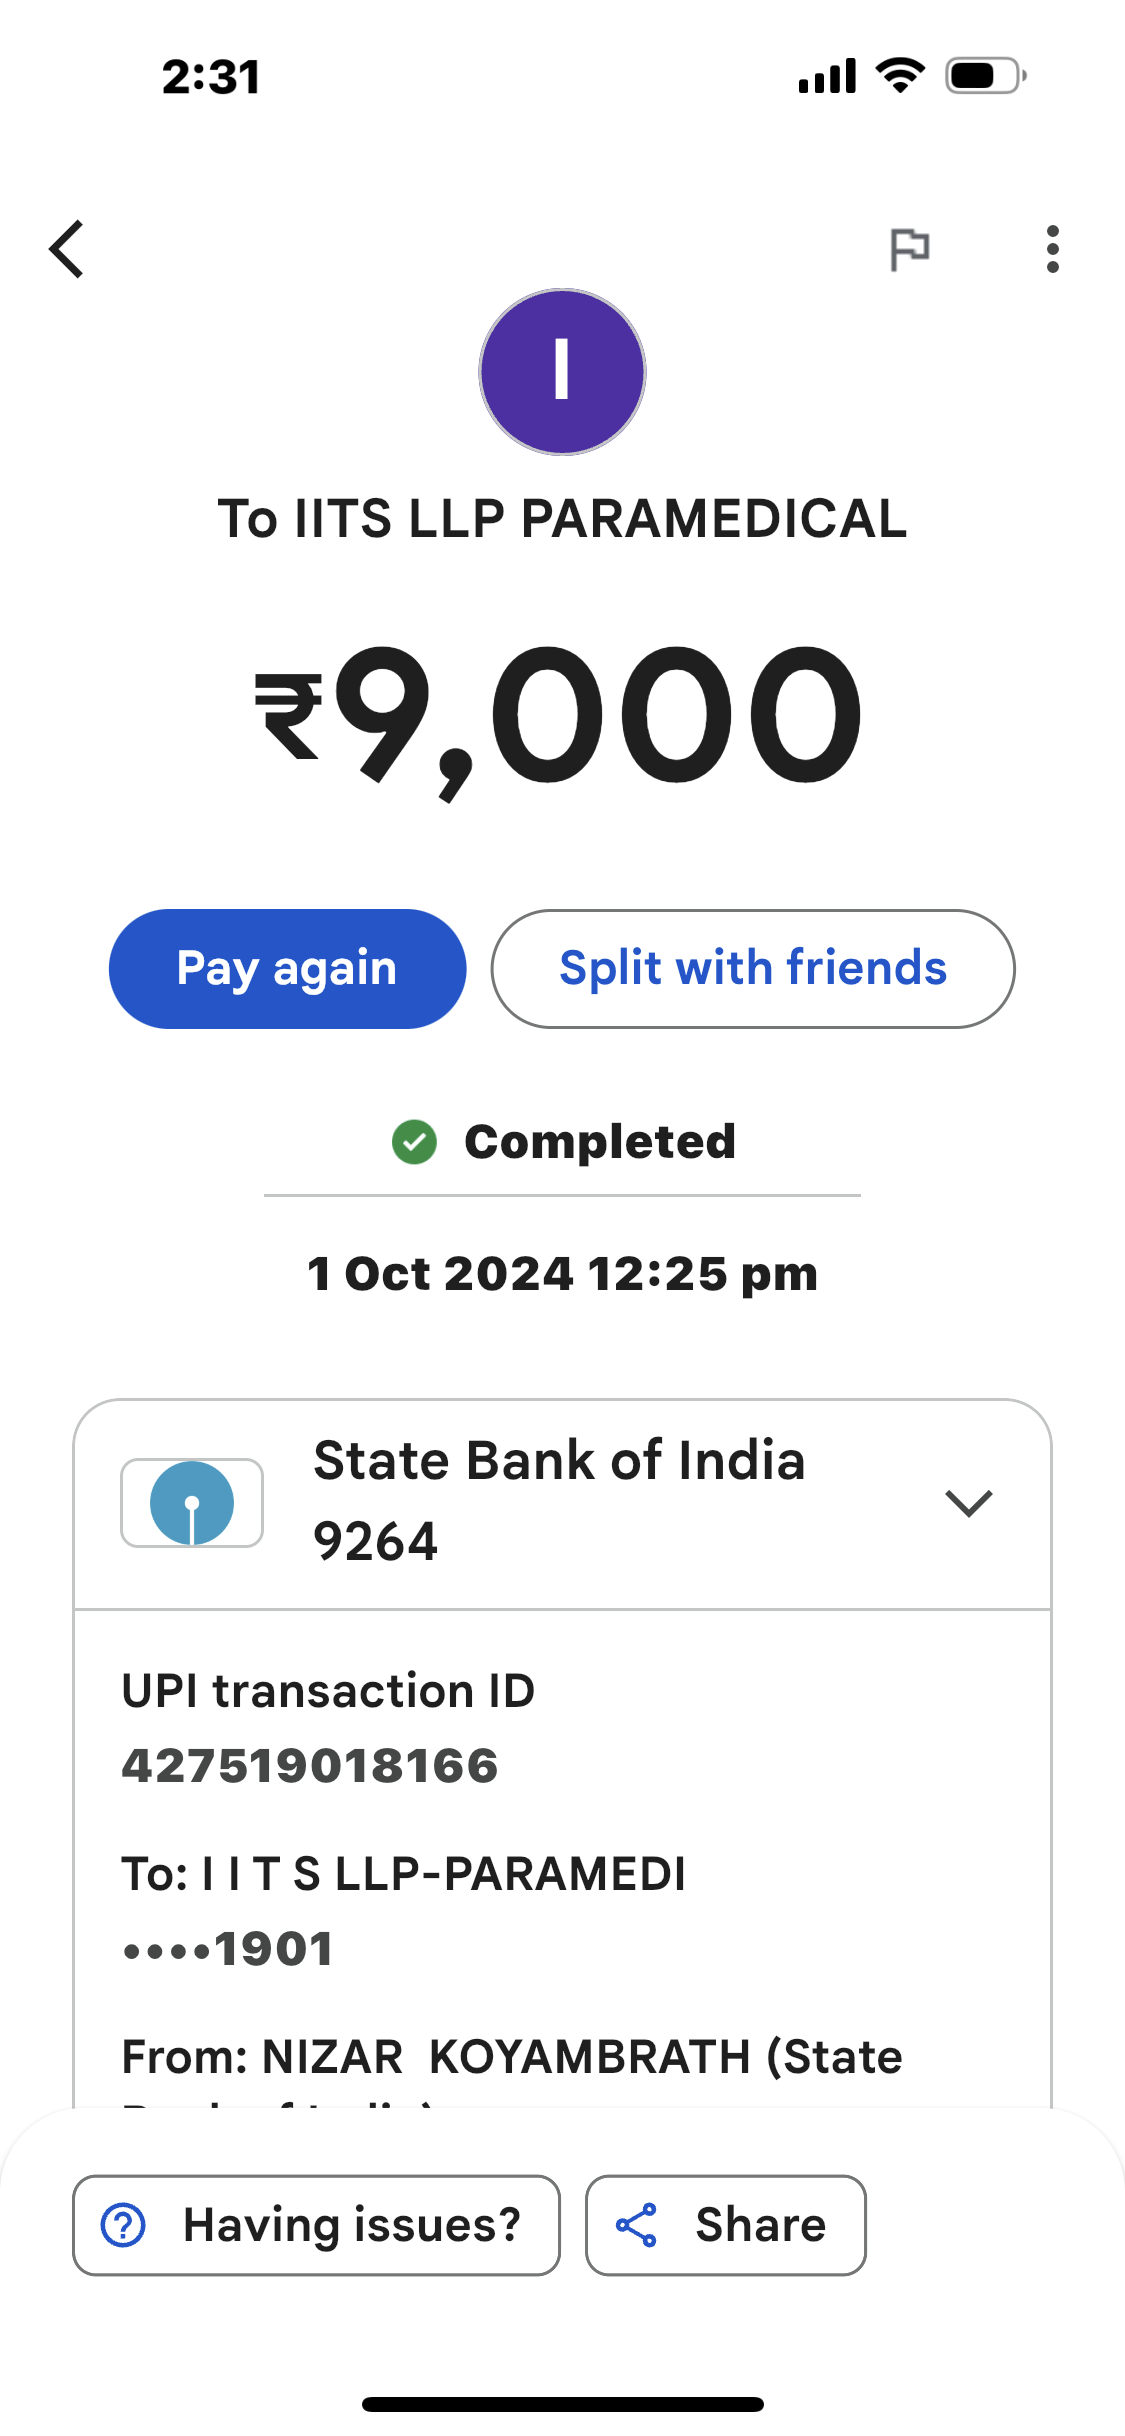 2:31
I
To IITS LLP PARAMEDICAL
₹9,000
Pay again
Split with friends
Completed
1 Oct 2024 12:25 pm
State Bank of India
9264
UPI transaction ID
427519018166
To: I I T S LLP-PARAMEDI
••••1901
From: NIZAR  KOYAMBRATH (State
Having issues?
Share